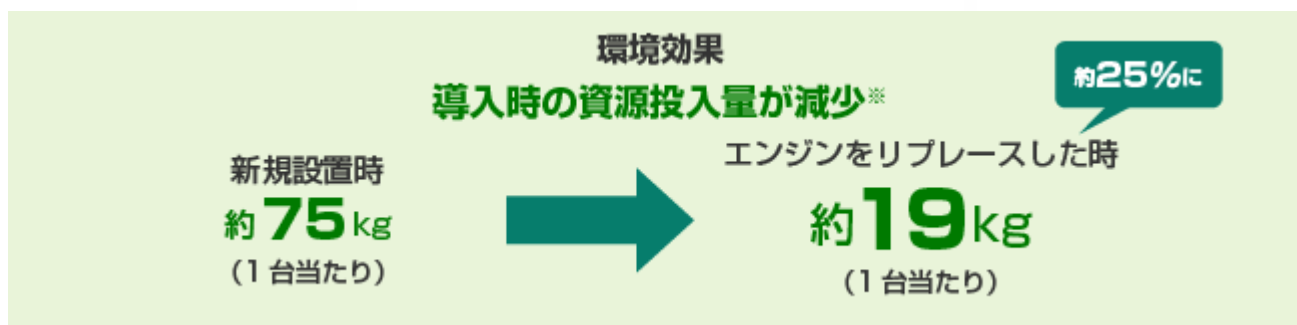 環境効果
導入時の資源投入量が減少※
約25%に
新規設置時
約75kg
(1台当たり)
エンジンをリプレースした時
約19kg
(1台当たり)